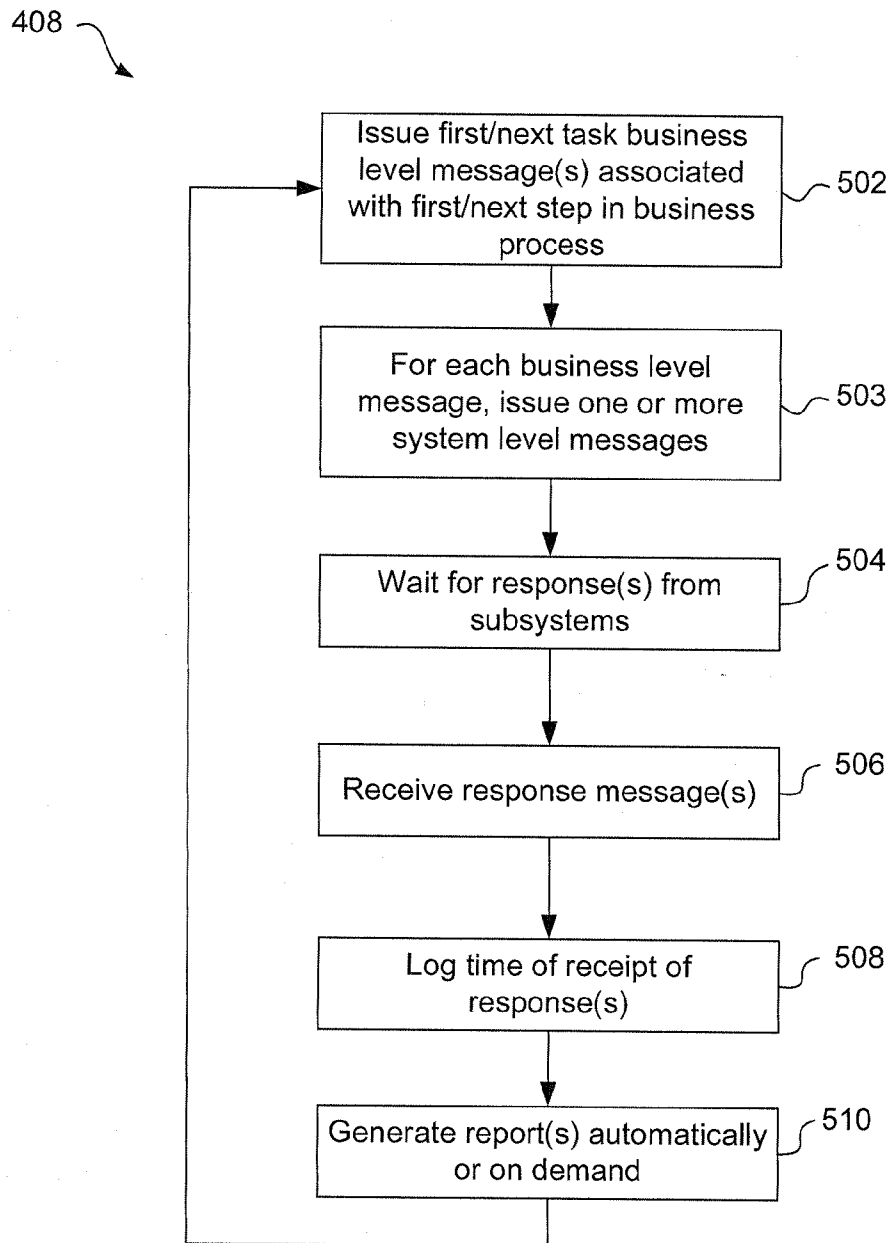 408
Issue first/next task business
level message(s) associated
with first/next step in business
process
502
For each business level
message, issue one or more
system level messages
503
Wait for response(s) from
subsystems
504
Receive response message(s)
506
Log time of receipt of
response(s)
508
Generate report(s) automatically
or on demand
510